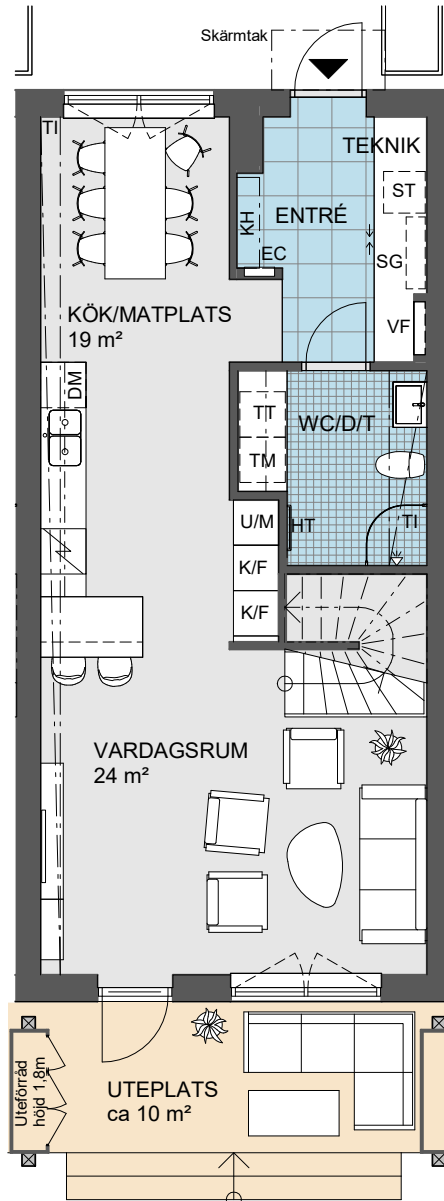 Skärmtak
TI
TEKNIK
ST
KH
ENTRÉ
EC
SG
KÖK/MATPLATS
19 m²
VF
DM
TT
WC/D/T
TM
U/M
HT
TI
K/F
K/F
VARDAGSRUM
24 m²
Uteförråd
höjd 1,8m
UTEPLATS
ca 10 m²